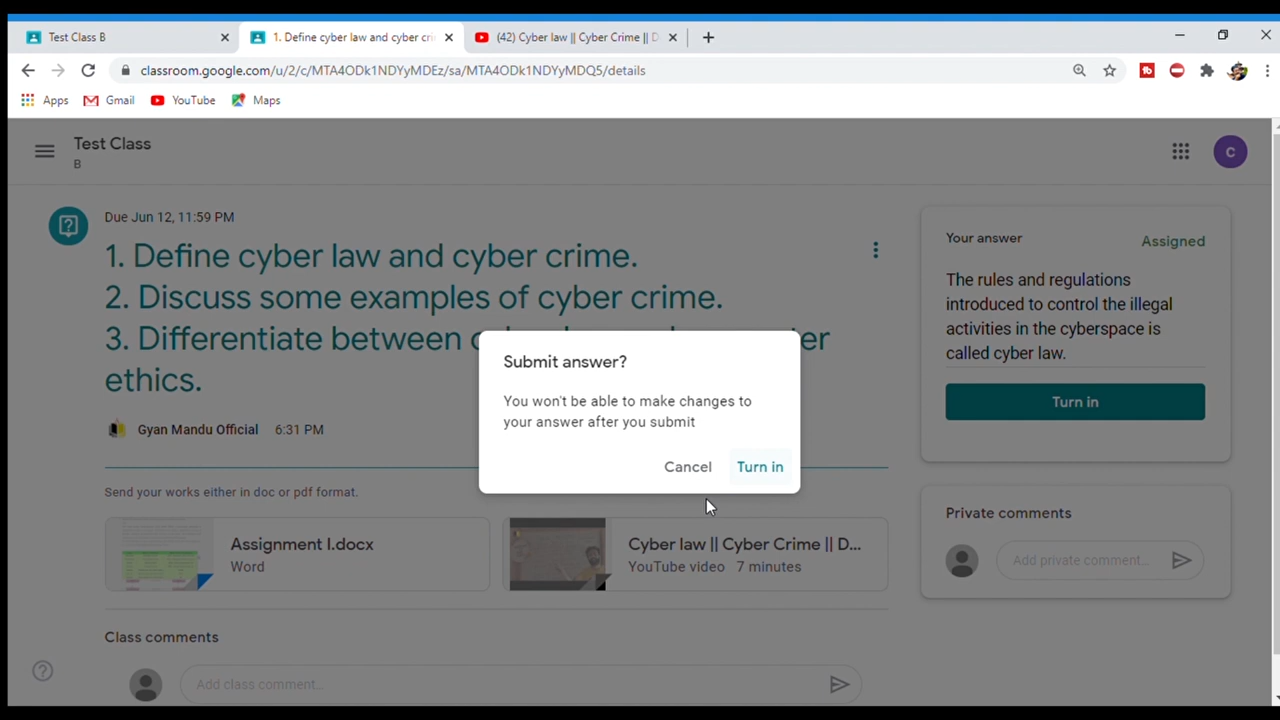 Test Class B
1. Define cyber law and cyber cri
(42) Cyber law || Cyber Crime || D
classroom.google.com/u/2/c/MTA4ODk1NDYyMDEz/sa/MTA4ODk1NDYyMDQ5/details
Apps
Gmail
YouTube
Maps
Test Class
B
C
Due Jun 12, 11:59 PM
1. Define cyber law and cyber crime.
2. Discuss some examples of cyber crime.
3. Differentiate between
ethics.
Gyan Mandu Official 6:31 PM
Send your works either in doc or pdf format.
Assignment I.docx
Word
Cyber law || Cyber Crime || D...
YouTube video 7 minutes
Class comments
Add class comment...
Submit answer?
You won't be able to make changes to
your answer after you submit
Cancel
Turn in
Your answer
Assigned
The rules and regulations
introduced to control the illegal
activities in the cyberspace is
called cyber law.
Turn in
Private comments
Add private comment...